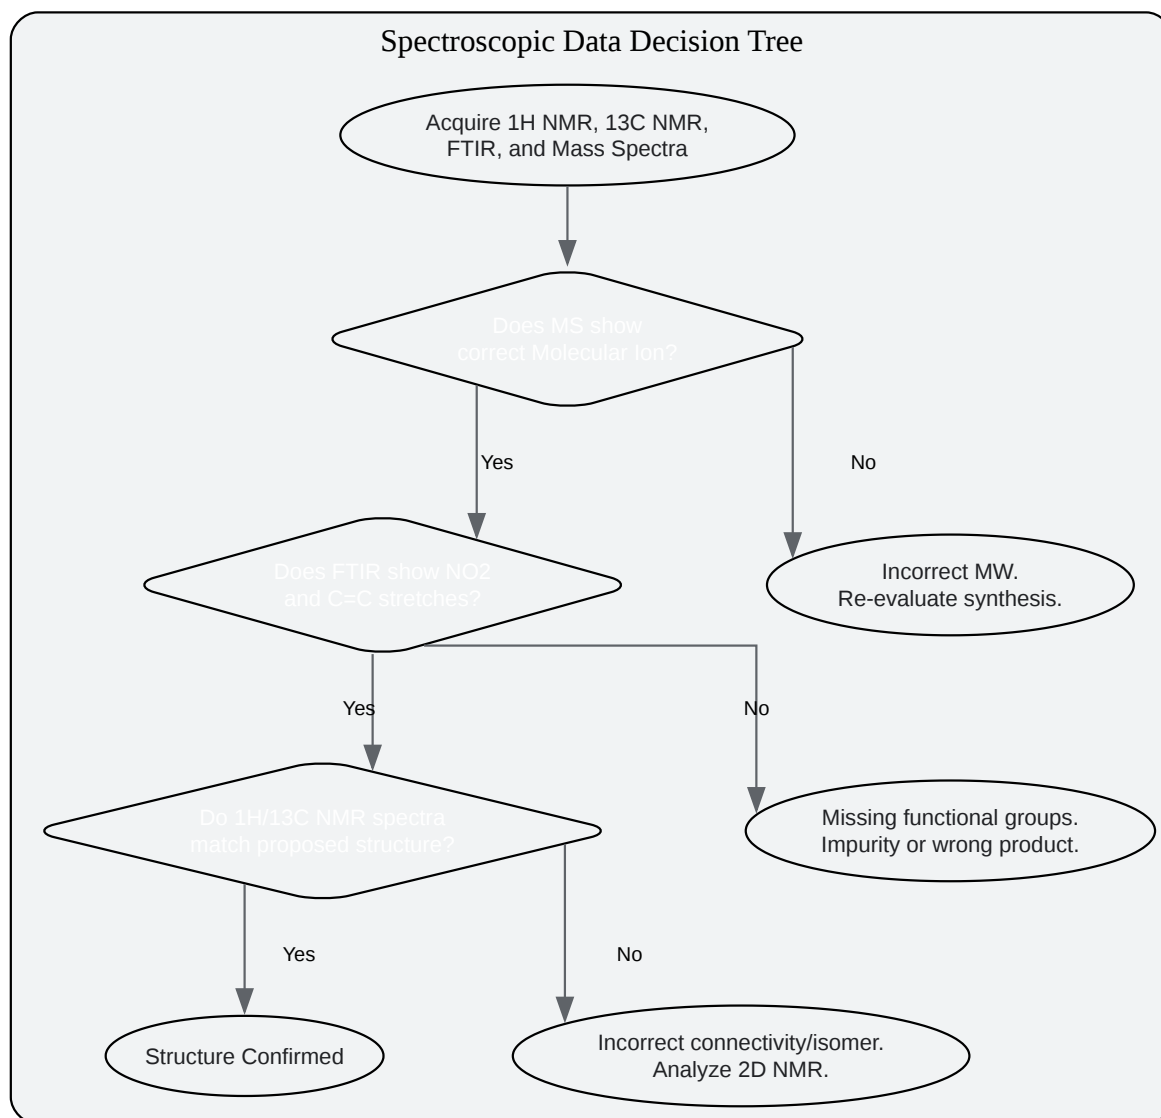 Spectroscopic Data Decision Tree
Acquire 1H NMR, 13C NMR,
FTIR, and Mass Spectra
Does MS show
correct Molecular Ion?
Yes
No
Does FTIR show NO2
and C=C stretches?
Incorrect MW.
Re-evaluate synthesis.
Yes
No
Do 1H/13C NMR spectra
match proposed structure?
Missing functional groups.
Impurity or wrong product.
Yes
No
Structure Confirmed
Incorrect connectivity/isomer.
Analyze 2D NMR.